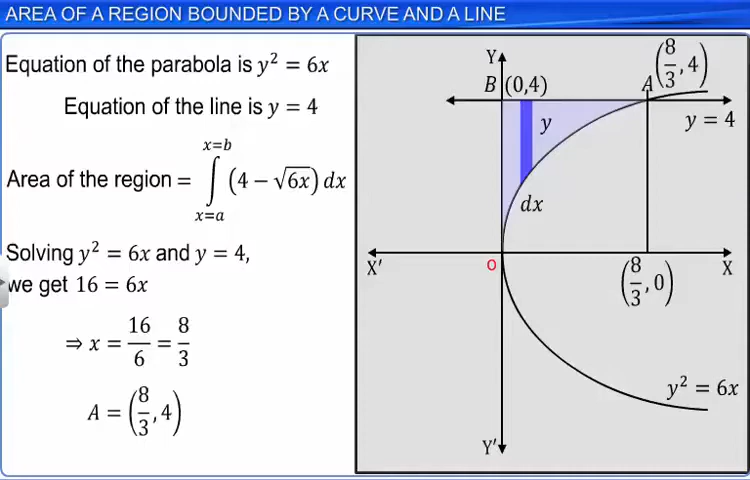 AREA OF A REGION BOUNDED BY A CURVE AND A LINE
Equation of the parabola is y² = 6x
Equation of the line is y = 4
x=b
Area of the region = ∫ (4 − √6x) dx
x=a
Solving y² = 6x and y = 4,
we get 16 = 6x
⇒ x = 16/6 = 8/3
A = (8/3, 4)
Y
(8/3, 4)
B (0,4)
A
y
y = 4
dx
X'
O
(8/3, 0)
X
y² = 6x
Y'